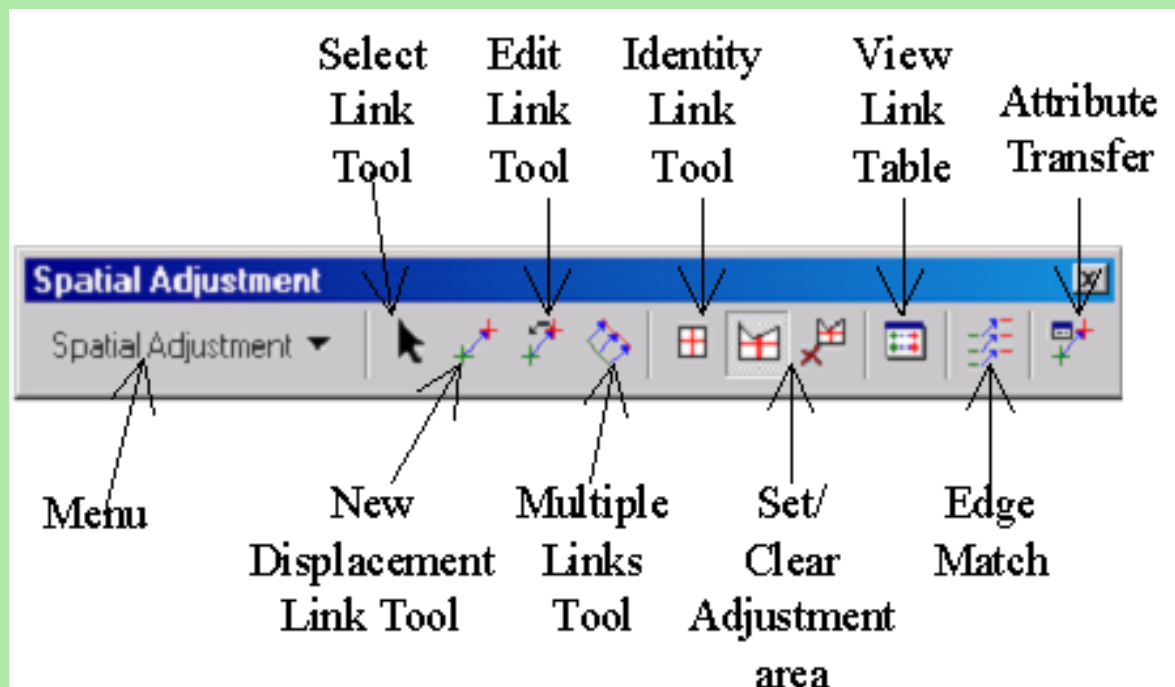 Select
Link
Tool
Edit
Link
Tool
Identity
Link
Tool
View
Link
Table
Attribute
Transfer
Spatial Adjustment
Spatial Adjustment
Menu
New
Displacement
Link Tool
Multiple
Links
Tool
Set/
Clear
Adjustment
area
Edge
Match